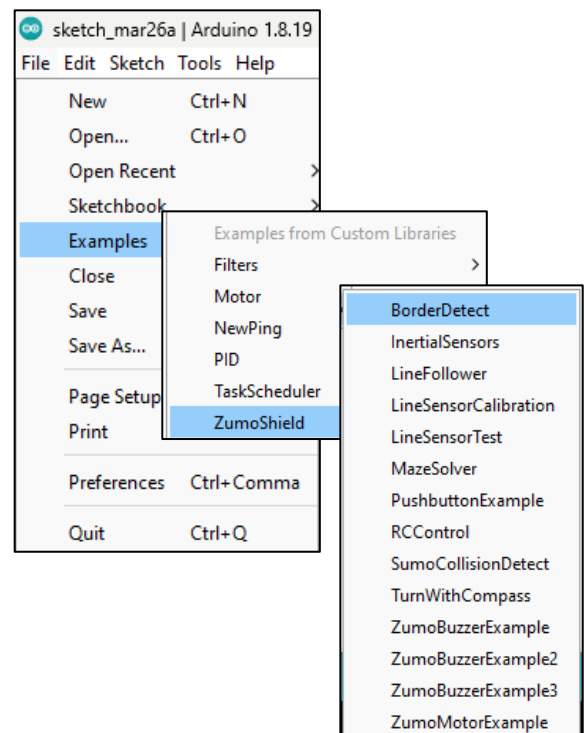 sketch_mar26a | Arduino 1.8.19
File Edit Sketch Tools Help
New Ctrl+N
Open... Ctrl+O
Open Recent >
Sketchbook >
Examples
Close
Save
Save As...
Page Setup
Print
Preferences Ctrl+Comma
Quit Ctrl+Q
Examples from Custom Libraries
Filters >
Motor
NewPing
PID
TaskScheduler
ZumoShield
BorderDetect
InertialSensors
LineFollower
LineSensorCalibration
LineSensorTest
MazeSolver
PushbuttonExample
RCControl
SumoCollisionDetect
TurnWithCompass
ZumoBuzzerExample
ZumoBuzzerExample2
ZumoBuzzerExample3
ZumoMotorExample